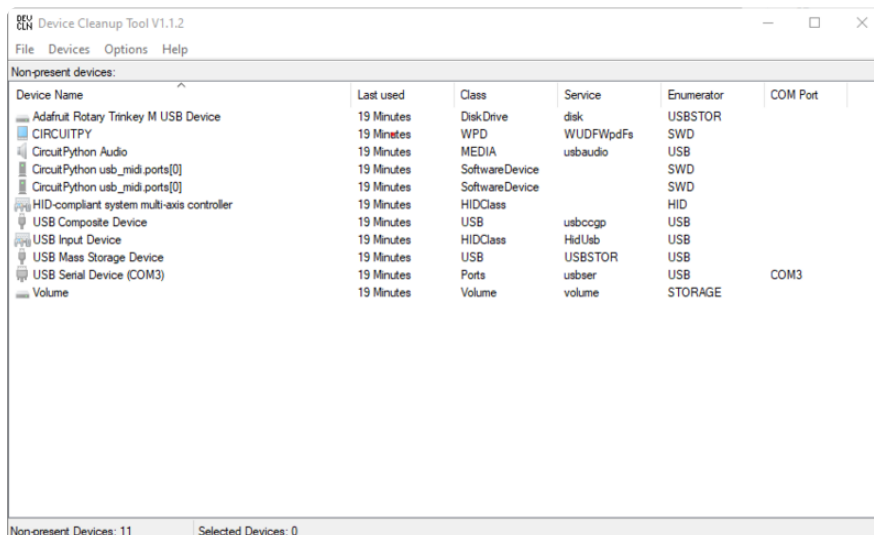 DEV CLN Device Cleanup Tool V1.1.2
File Devices Options Help
Non-present devices:
Device Name Last used Class Service Enumerator COM Port
Adafruit Rotary Trinkey M USB Device 19 Minutes DiskDrive disk USBSTOR
CIRCUITPY 19 Minutes WPD WUDFWpdFs SWD
CircuitPython Audio 19 Minutes MEDIA usbaudio USB
CircuitPython usb_midi.ports[0] 19 Minutes SoftwareDevice SWD
CircuitPython usb_midi.ports[0] 19 Minutes SoftwareDevice SWD
HID-compliant system multi-axis controller 19 Minutes HIDClass HID
USB Composite Device 19 Minutes USB usbccgp USB
USB Input Device 19 Minutes HIDClass HidUsb USB
USB Mass Storage Device 19 Minutes USB USBSTOR USB
USB Serial Device (COM3) 19 Minutes Ports usbser USB COM3
Volume 19 Minutes Volume volume STORAGE
Non-present Devices: 11 Selected Devices: 0